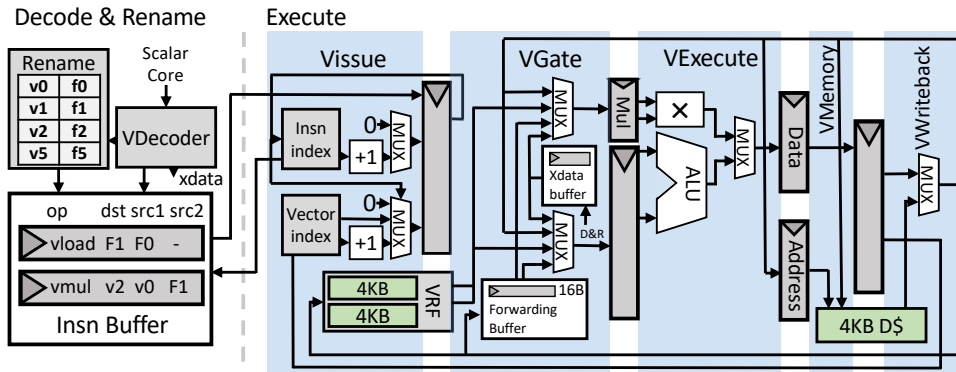 Decode & Rename
Execute
Rename
v0 f0
v1 f1
v2 f2
v5 f5
Scalar
Core
VDecoder
xdata
op dst src1 src2
vload F1 F0 -
vmul v2 v0 F1
Insn Buffer
Vissue
Insn
index
0
+1
MUX
Vector
index
0
+1
MUX
4KB
4KB
VRF
VGate
MUX
Xdata
buffer
D&R
MUX
16B
Forwarding
Buffer
VExecute
Mul
×
ALU
MUX
Data
Address
VMemory
4KB D$
VWriteback
MUX